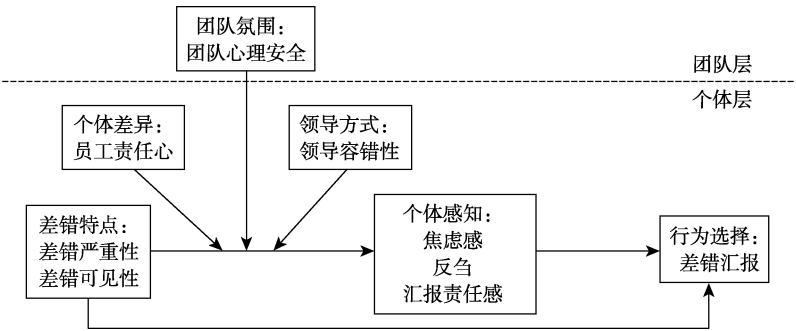 团队氛围：
团队心理安全
团队层
个体层
个体差异：
员工责任心
领导方式：
领导容错性
差错特点：
差错严重性
差错可见性
个体感知：
焦虑感
反刍
汇报责任感
行为选择：
差错汇报